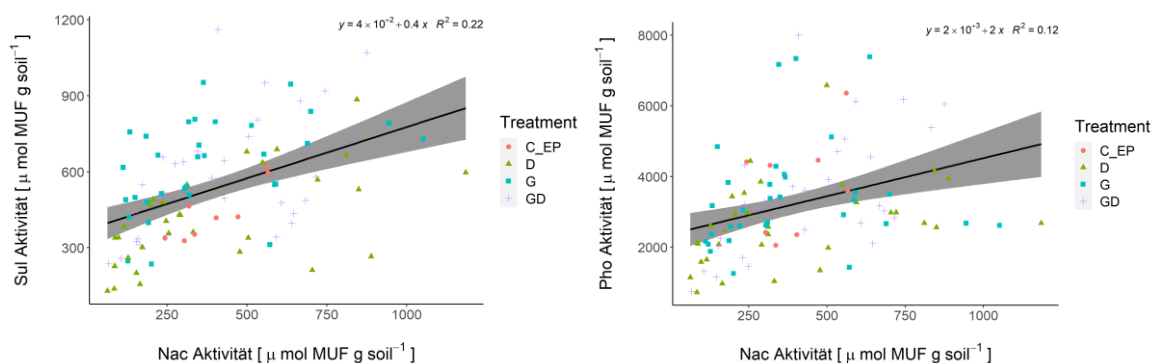 y = 4 × 10⁻² + 0.4 x R² = 0.22
1200
900
600
300
Sul Aktivität [ μ mol MUF g soil⁻¹ ]
250
500
750
1000
Nac Aktivität [ μ mol MUF g soil⁻¹ ]
Treatment
C_EP
D
G
GD
y = 2 × 10⁺³ + 2 x R² = 0.12
8000
6000
4000
2000
Pho Aktivität [ μ mol MUF g soil⁻¹ ]
250
500
750
1000
Nac Aktivität [ μ mol MUF g soil⁻¹ ]
Treatment
C_EP
D
G
GD